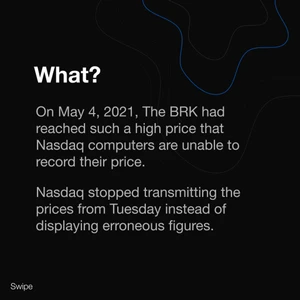 What?
On May 4, 2021, The BRK had
reached such a high price that
Nasdaq computers are unable to
record their price.
Nasdaq stopped transmitting the
prices from Tuesday instead of
displaying erroneous figures.
Swipe